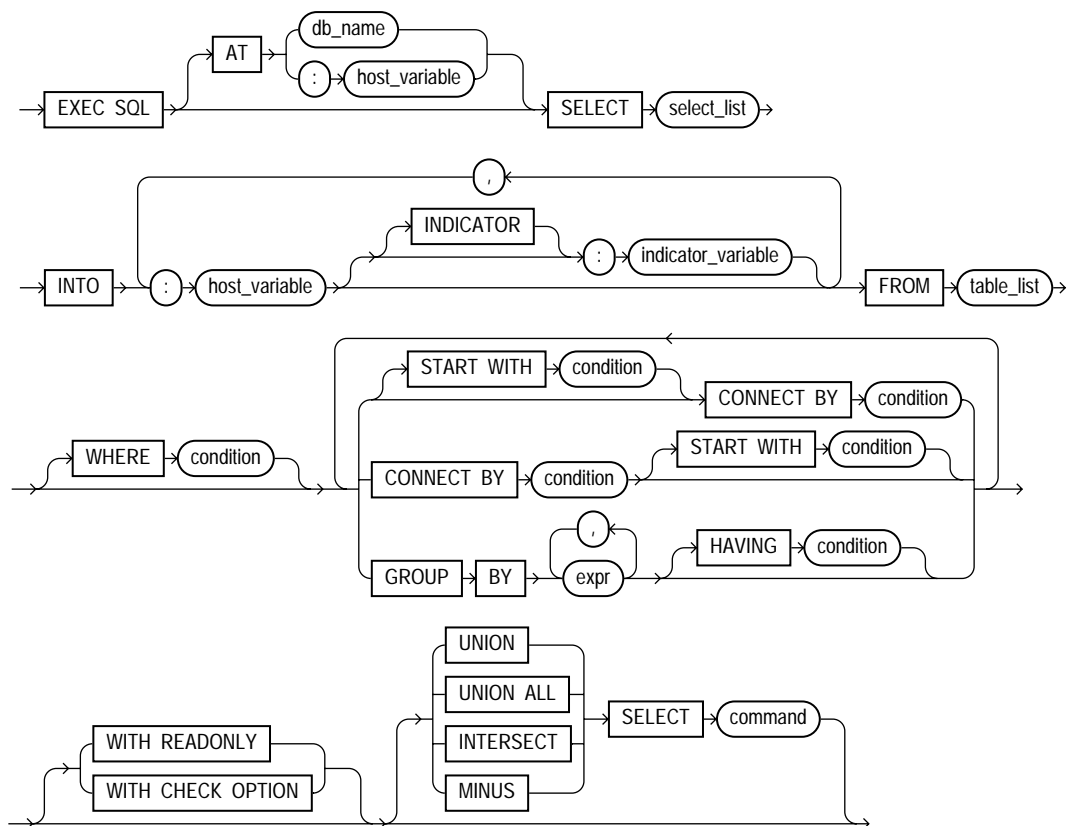 db_name
AT
: host_variable
EXEC SQL SELECT select_list
,
INDICATOR
: indicator_variable
INTO : host_variable FROM table_list
START WITH condition
CONNECT BY condition
WHERE condition START WITH condition
CONNECT BY condition
,
HAVING condition
GROUP BY expr
UNION
UNION ALL
SELECT command
WITH READONLY INTERSECT
WITH CHECK OPTION MINUS